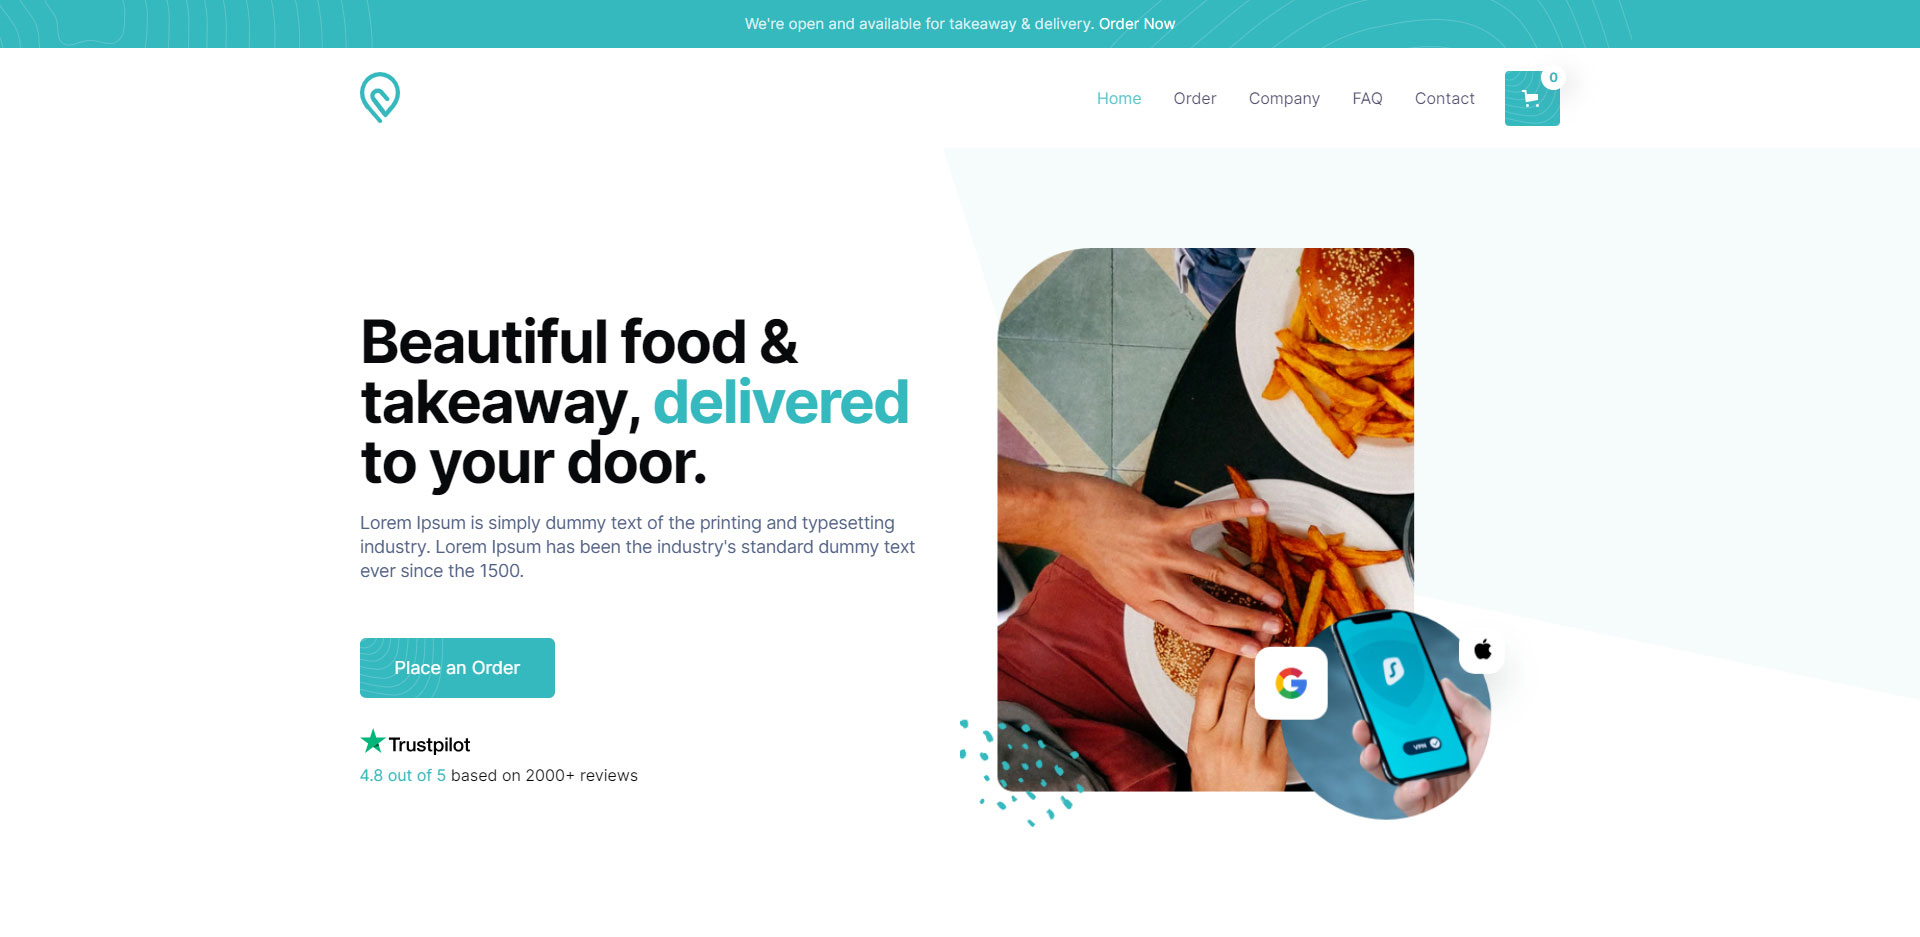 We're open and available for takeaway & delivery. Order Now
Home Order Company FAQ Contact
0
Beautiful food &
takeaway, delivered
to your door.
Lorem Ipsum is simply dummy text of the printing and typesetting
industry. Lorem Ipsum has been the industry's standard dummy text
ever since the 1500.
Place an Order
Trustpilot
4.8 out of 5 based on 2000+ reviews
G
VPN